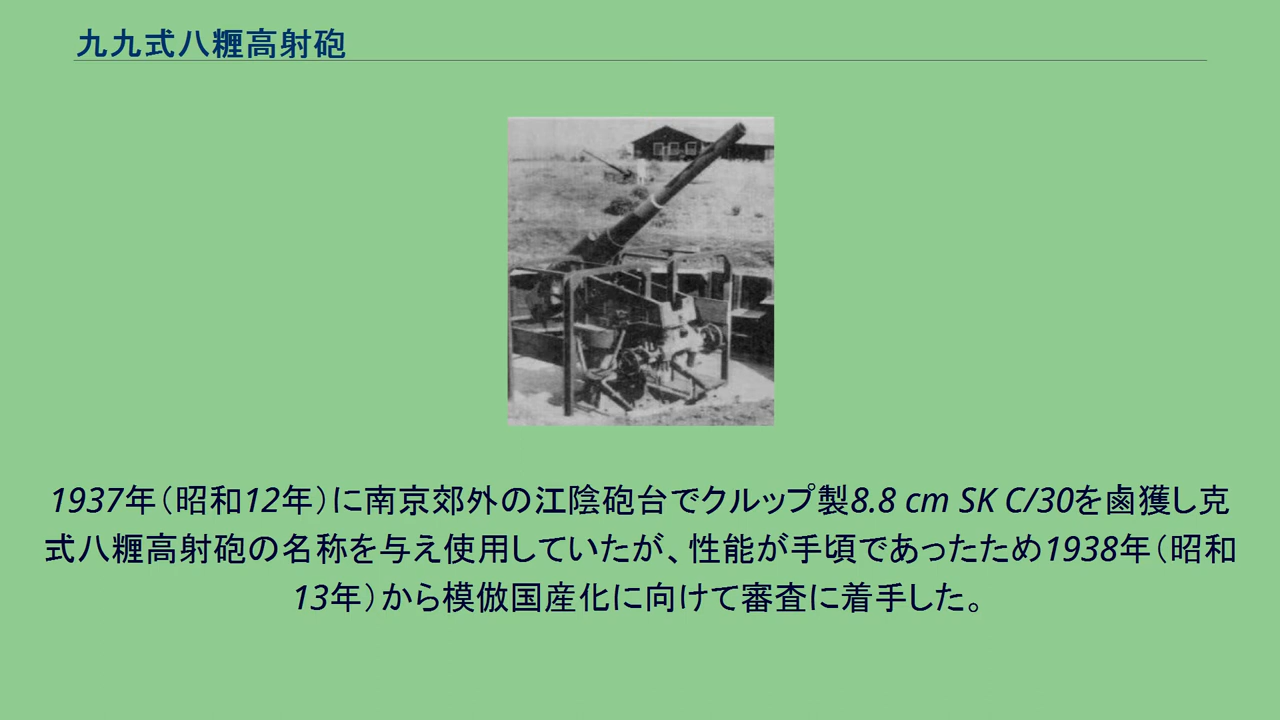 九九式八糎高射砲
1937年（昭和12年）に南京郊外の江陰砲台でクルップ製8.8 cm SK C/30を鹵獲し克
式八糎高射砲の名称を与え使用していたが、性能が手頃であったため1938年（昭和
13年）から模倣国産化に向けて審査に着手した。